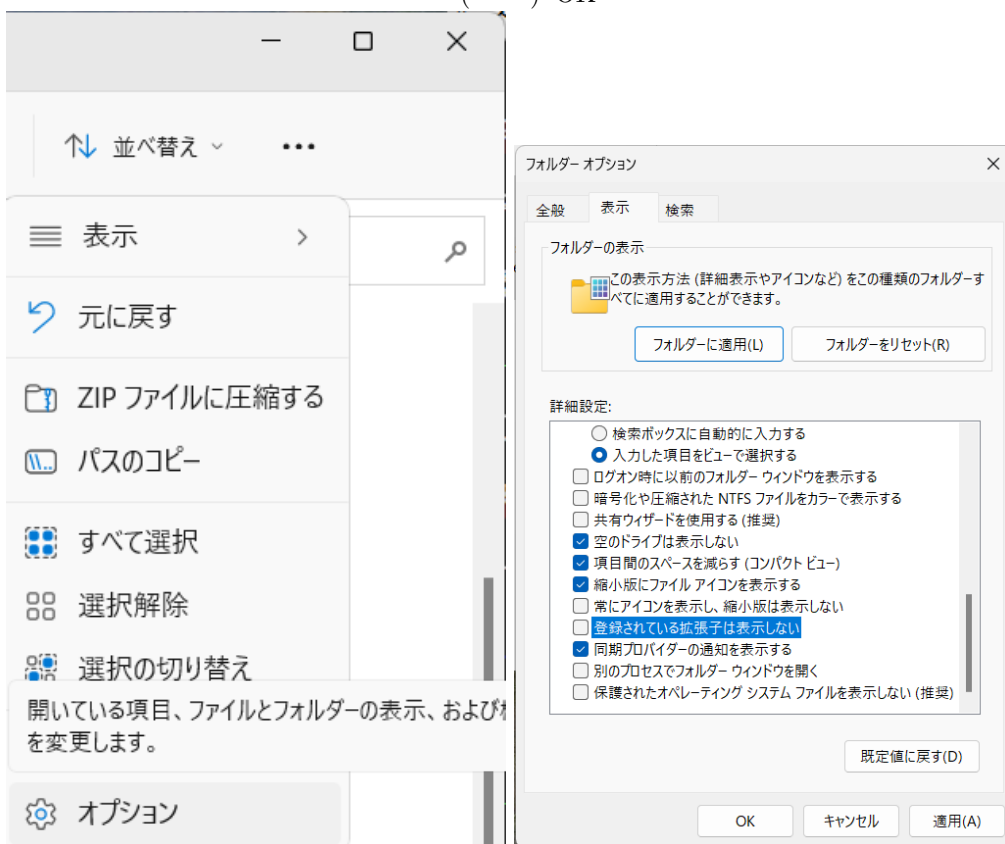 OK
並べ替え
•••
表示
元に戻す
ZIP ファイルに圧縮する
パスのコピー
すべて選択
選択解除
選択の切り替え
開いている項目、ファイルとフォルダーの表示、および
を変更します。
オプション
フォルダー オプション
全般 表示 検索
フォルダーの表示
この表示方法 (詳細表示やアイコンなど) をこの種類のフォルダーす
べてに適用することができます。
フォルダーに適用(L) フォルダーをリセット(R)
詳細設定:
検索ボックスに自動的に入力する
入力した項目をビューで選択する
ログオン時に以前のフォルダー ウィンドウを表示する
暗号化や圧縮された NTFS ファイルをカラーで表示する
共有ウィザードを使用する (推奨)
空のドライブは表示しない
項目間のスペースを減らす (コンパクト ビュー)
縮小版にファイル アイコンを表示する
常にアイコンを表示し、縮小版は表示しない
登録されている拡張子は表示しない
同期プロバイダーの通知を表示する
別のプロセスでフォルダー ウィンドウを開く
保護されたオペレーティング システム ファイルを表示しない (推奨)
既定値に戻す(D)
OK キャンセル 適用(A)